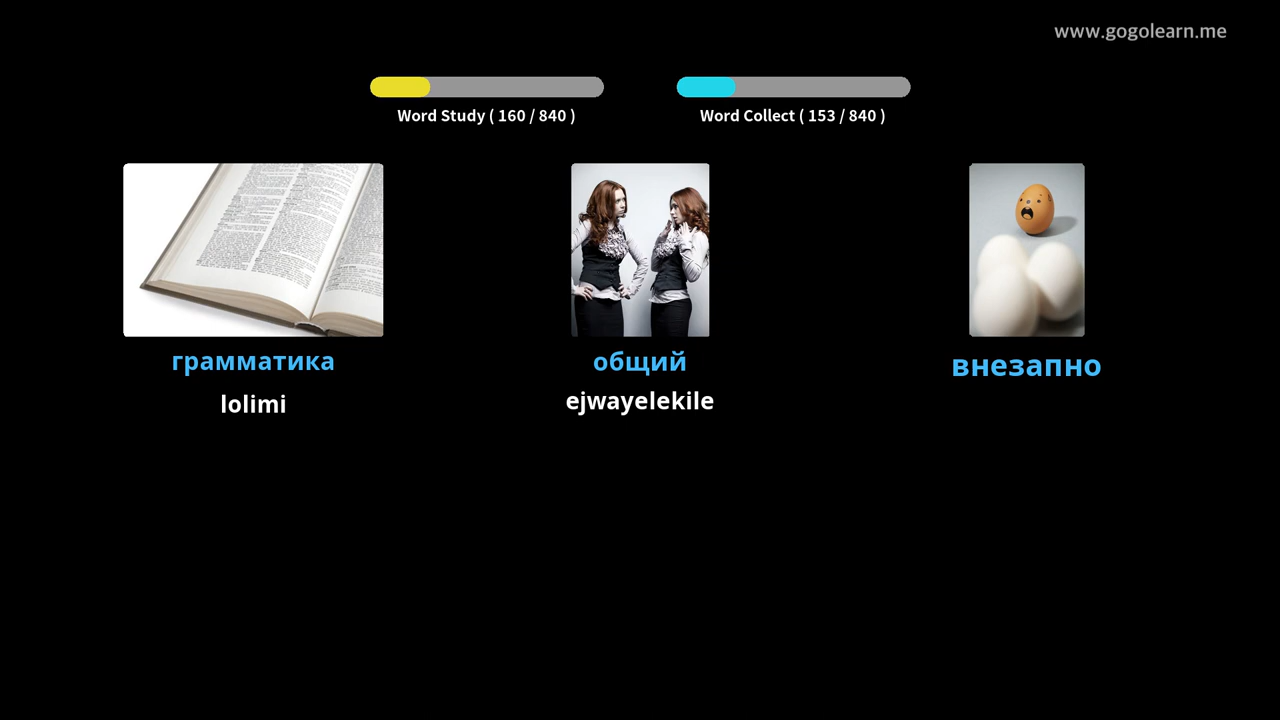 www.gogolearn.me
Word Study ( 160 / 840 )
Word Collect ( 153 / 840 )
грамматика
общий
внезапно
lolimi
ejwayelekile